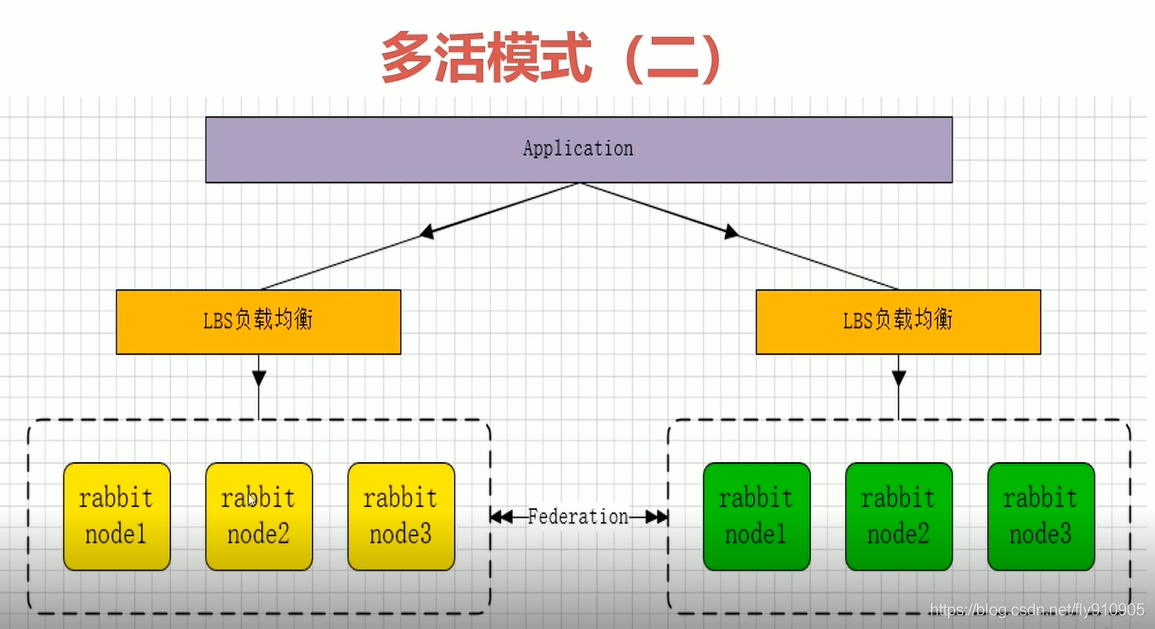 多活模式（二）
Application
LBS负载均衡
LBS负载均衡
rabbit
node1
rabbit
node2
rabbit
node3
Federation
rabbit
node1
rabbit
node2
rabbit
node3
https://blog.csdn.net/fly910905